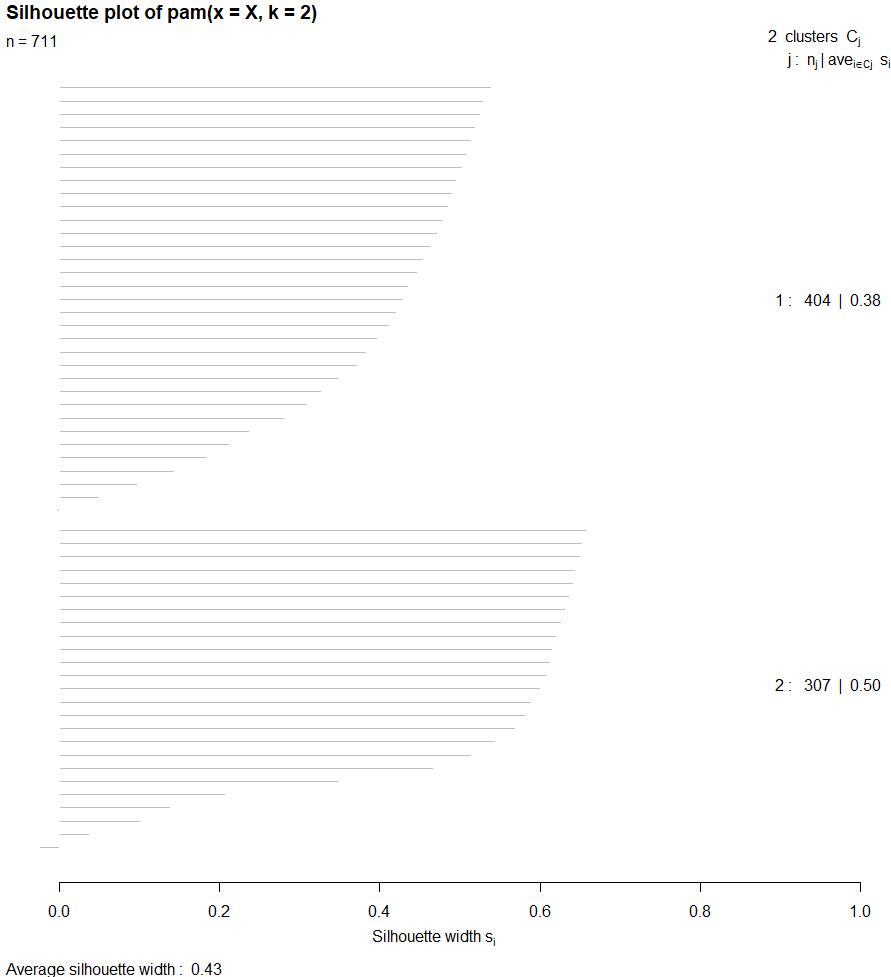 Silhouette plot of pam(x = X, k = 2)
n = 711
2 clusters Cj
j : nj | avei∈Cj si
1 : 404 | 0.38
2 : 307 | 0.50
0.0 0.2 0.4 0.6 0.8 1.0
Silhouette width si
Average silhouette width : 0.43